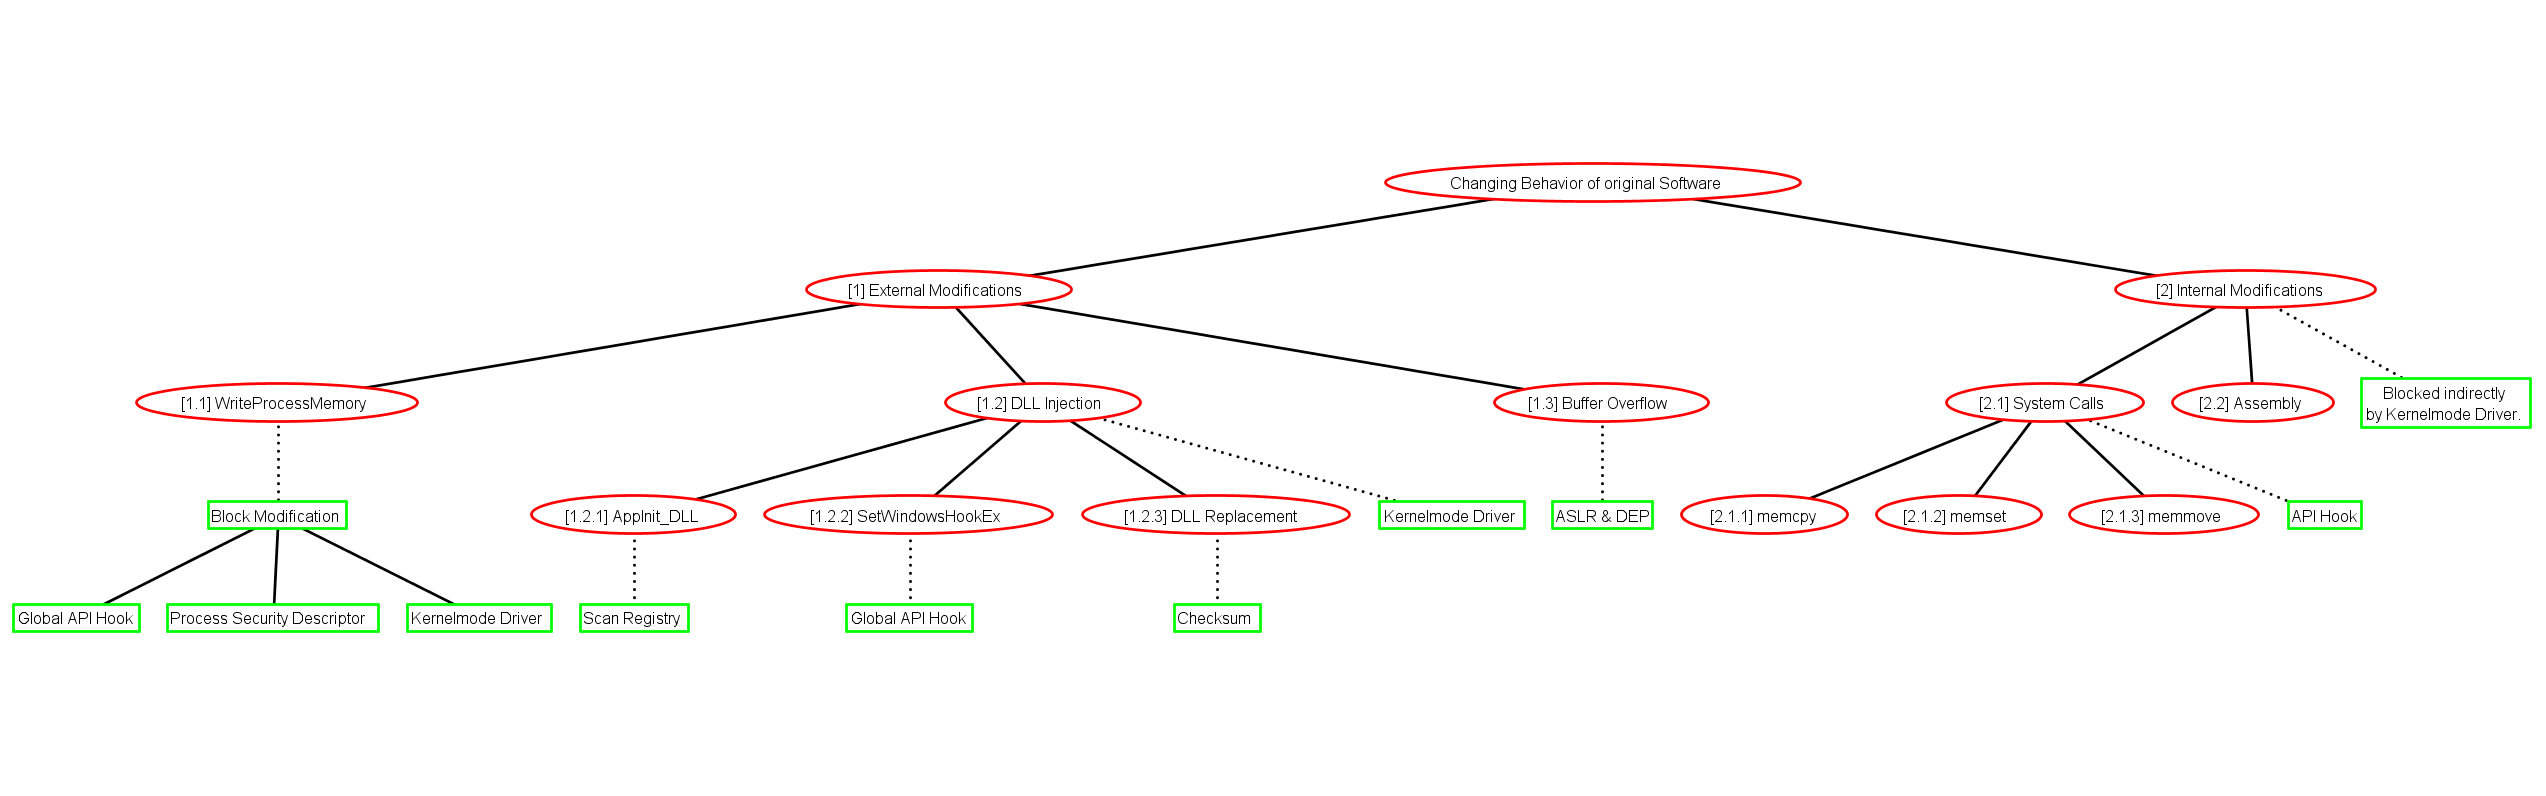 Changing Behavior of original Software
[1] External Modifications
[2] Internal Modifications
[1.1] WriteProcessMemory
[1.2] DLL Injection
[1.3] Buffer Overflow
[2.1] System Calls
[2.2] Assembly
Blocked indirectly
by Kernelmode Driver.
Block Modification
[1.2.1] AppInit_DLL
[1.2.2] SetWindowsHookEx
[1.2.3] DLL Replacement
Kernelmode Driver
ASLR & DEP
[2.1.1] memcpy
[2.1.2] memset
[2.1.3] memmove
API Hook
Global API Hook
Process Security Descriptor
Kernelmode Driver
Scan Registry
Global API Hook
Checksum